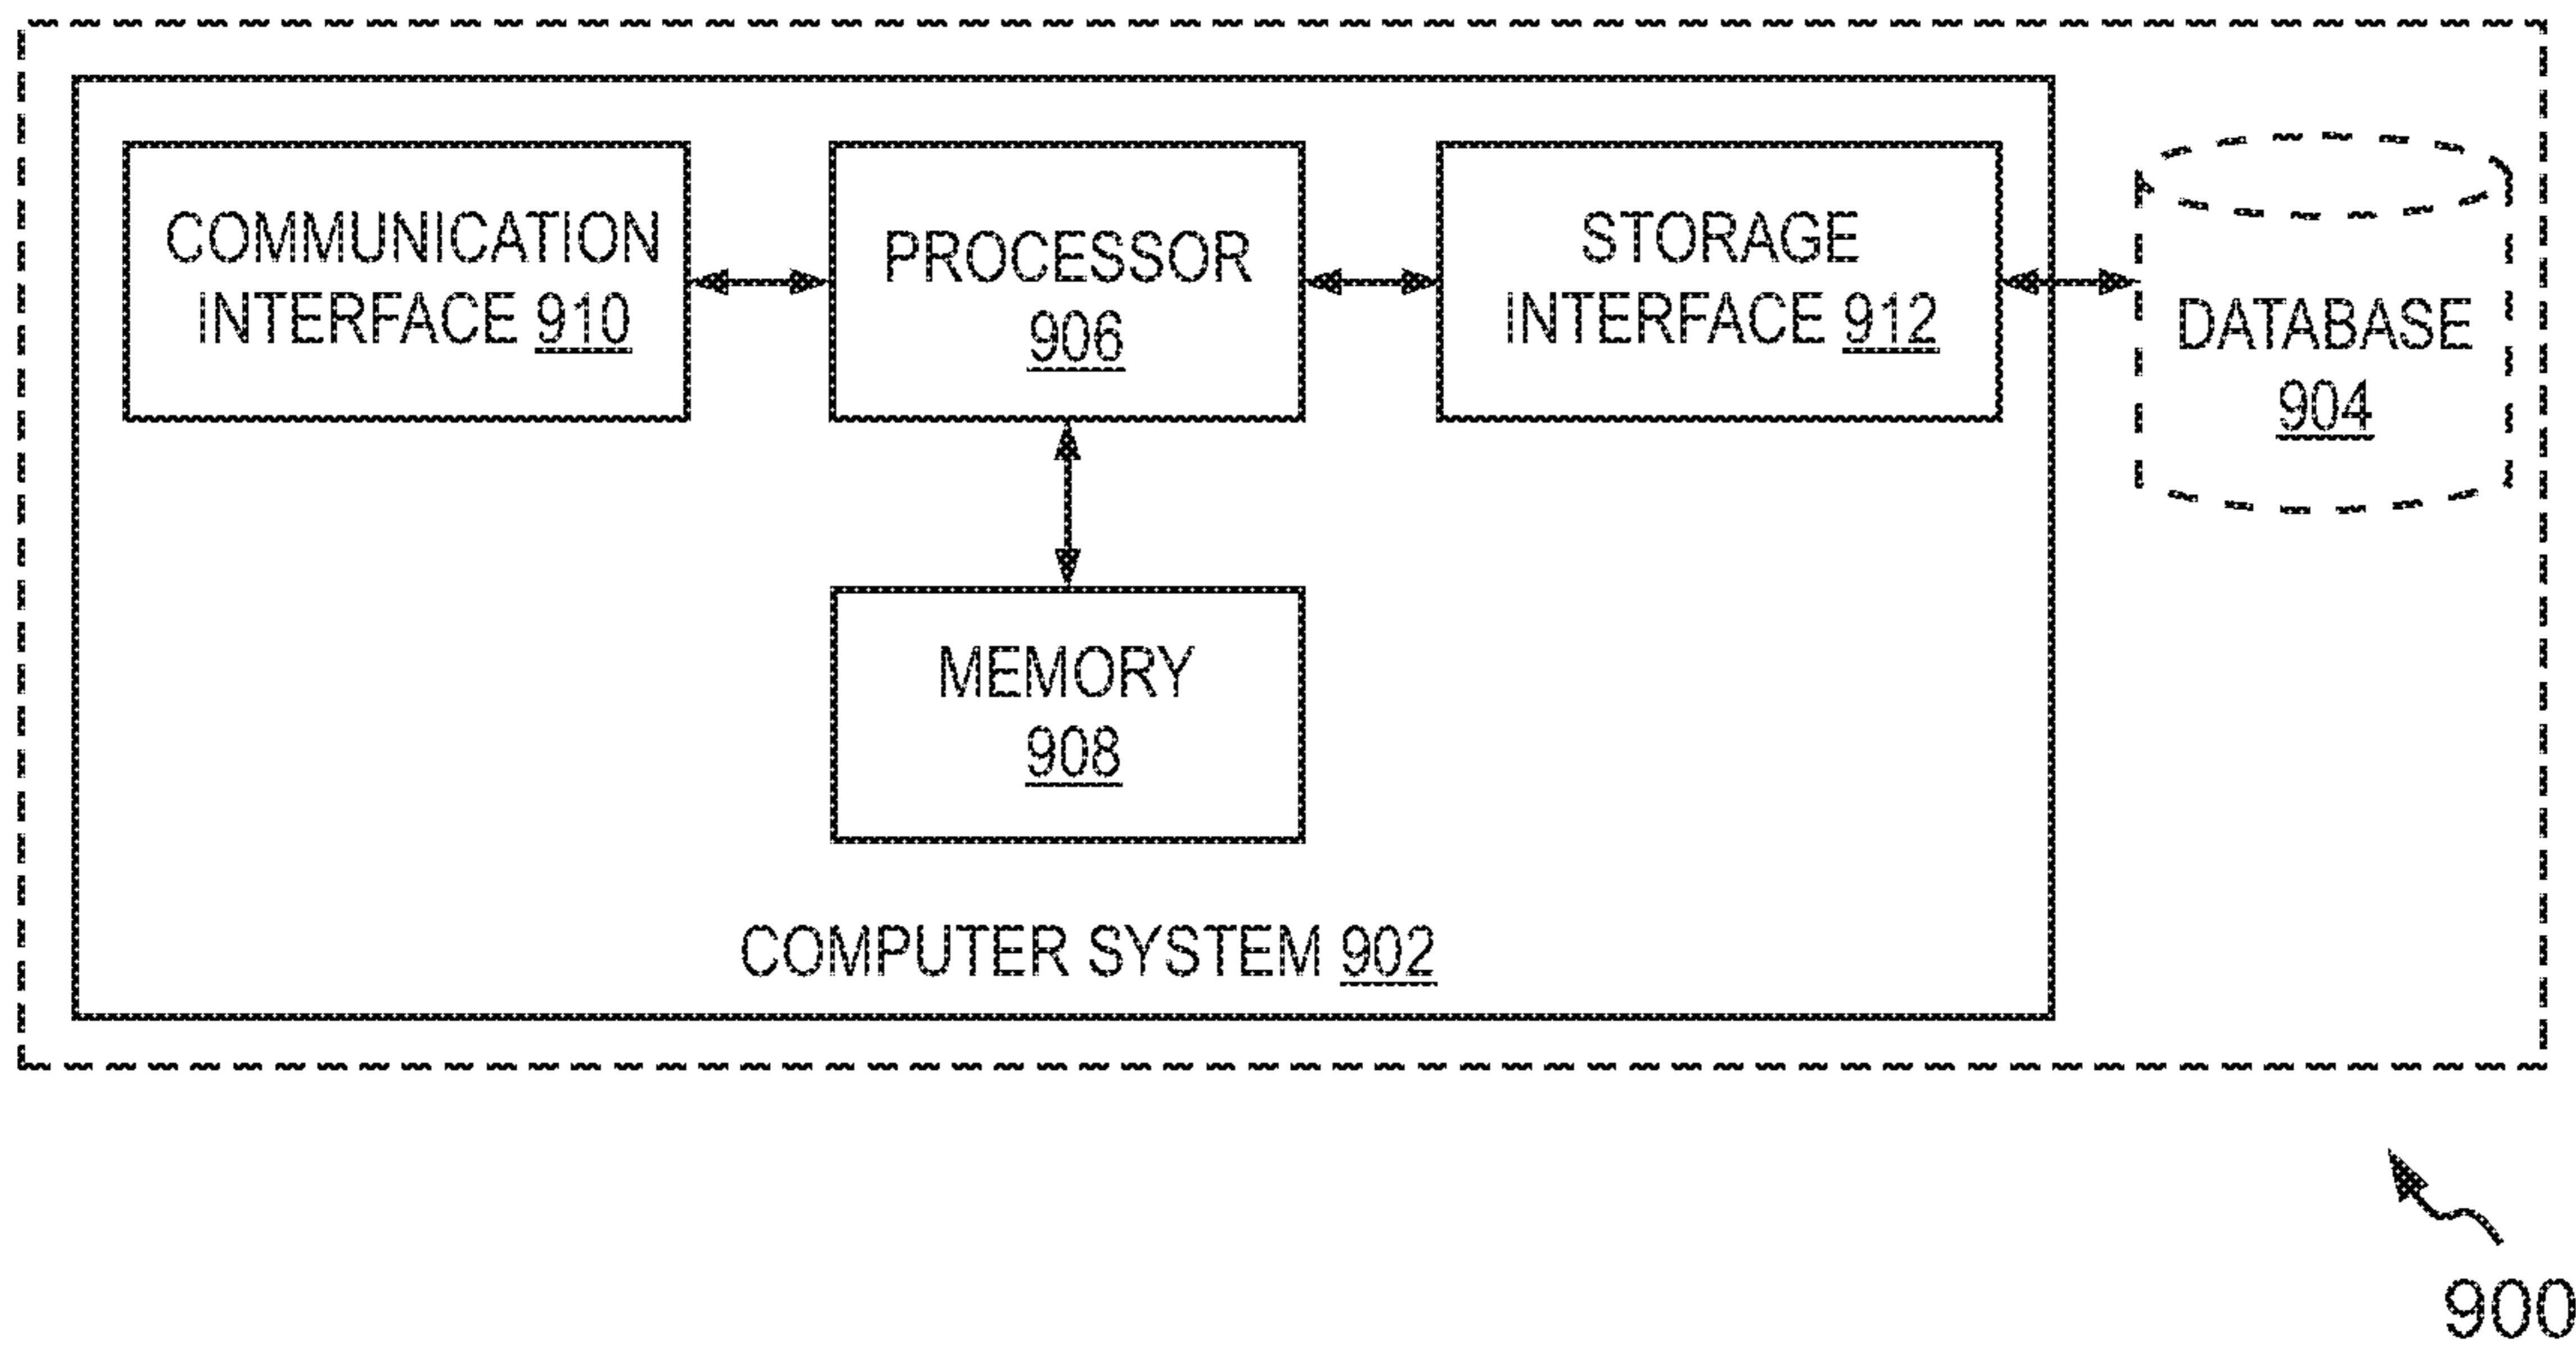 COMMUNICATION
INTERFACE 910
PROCESSOR
906
STORAGE
INTERFACE 912
DATABASE
904
MEMORY
908
COMPUTER SYSTEM 902
900